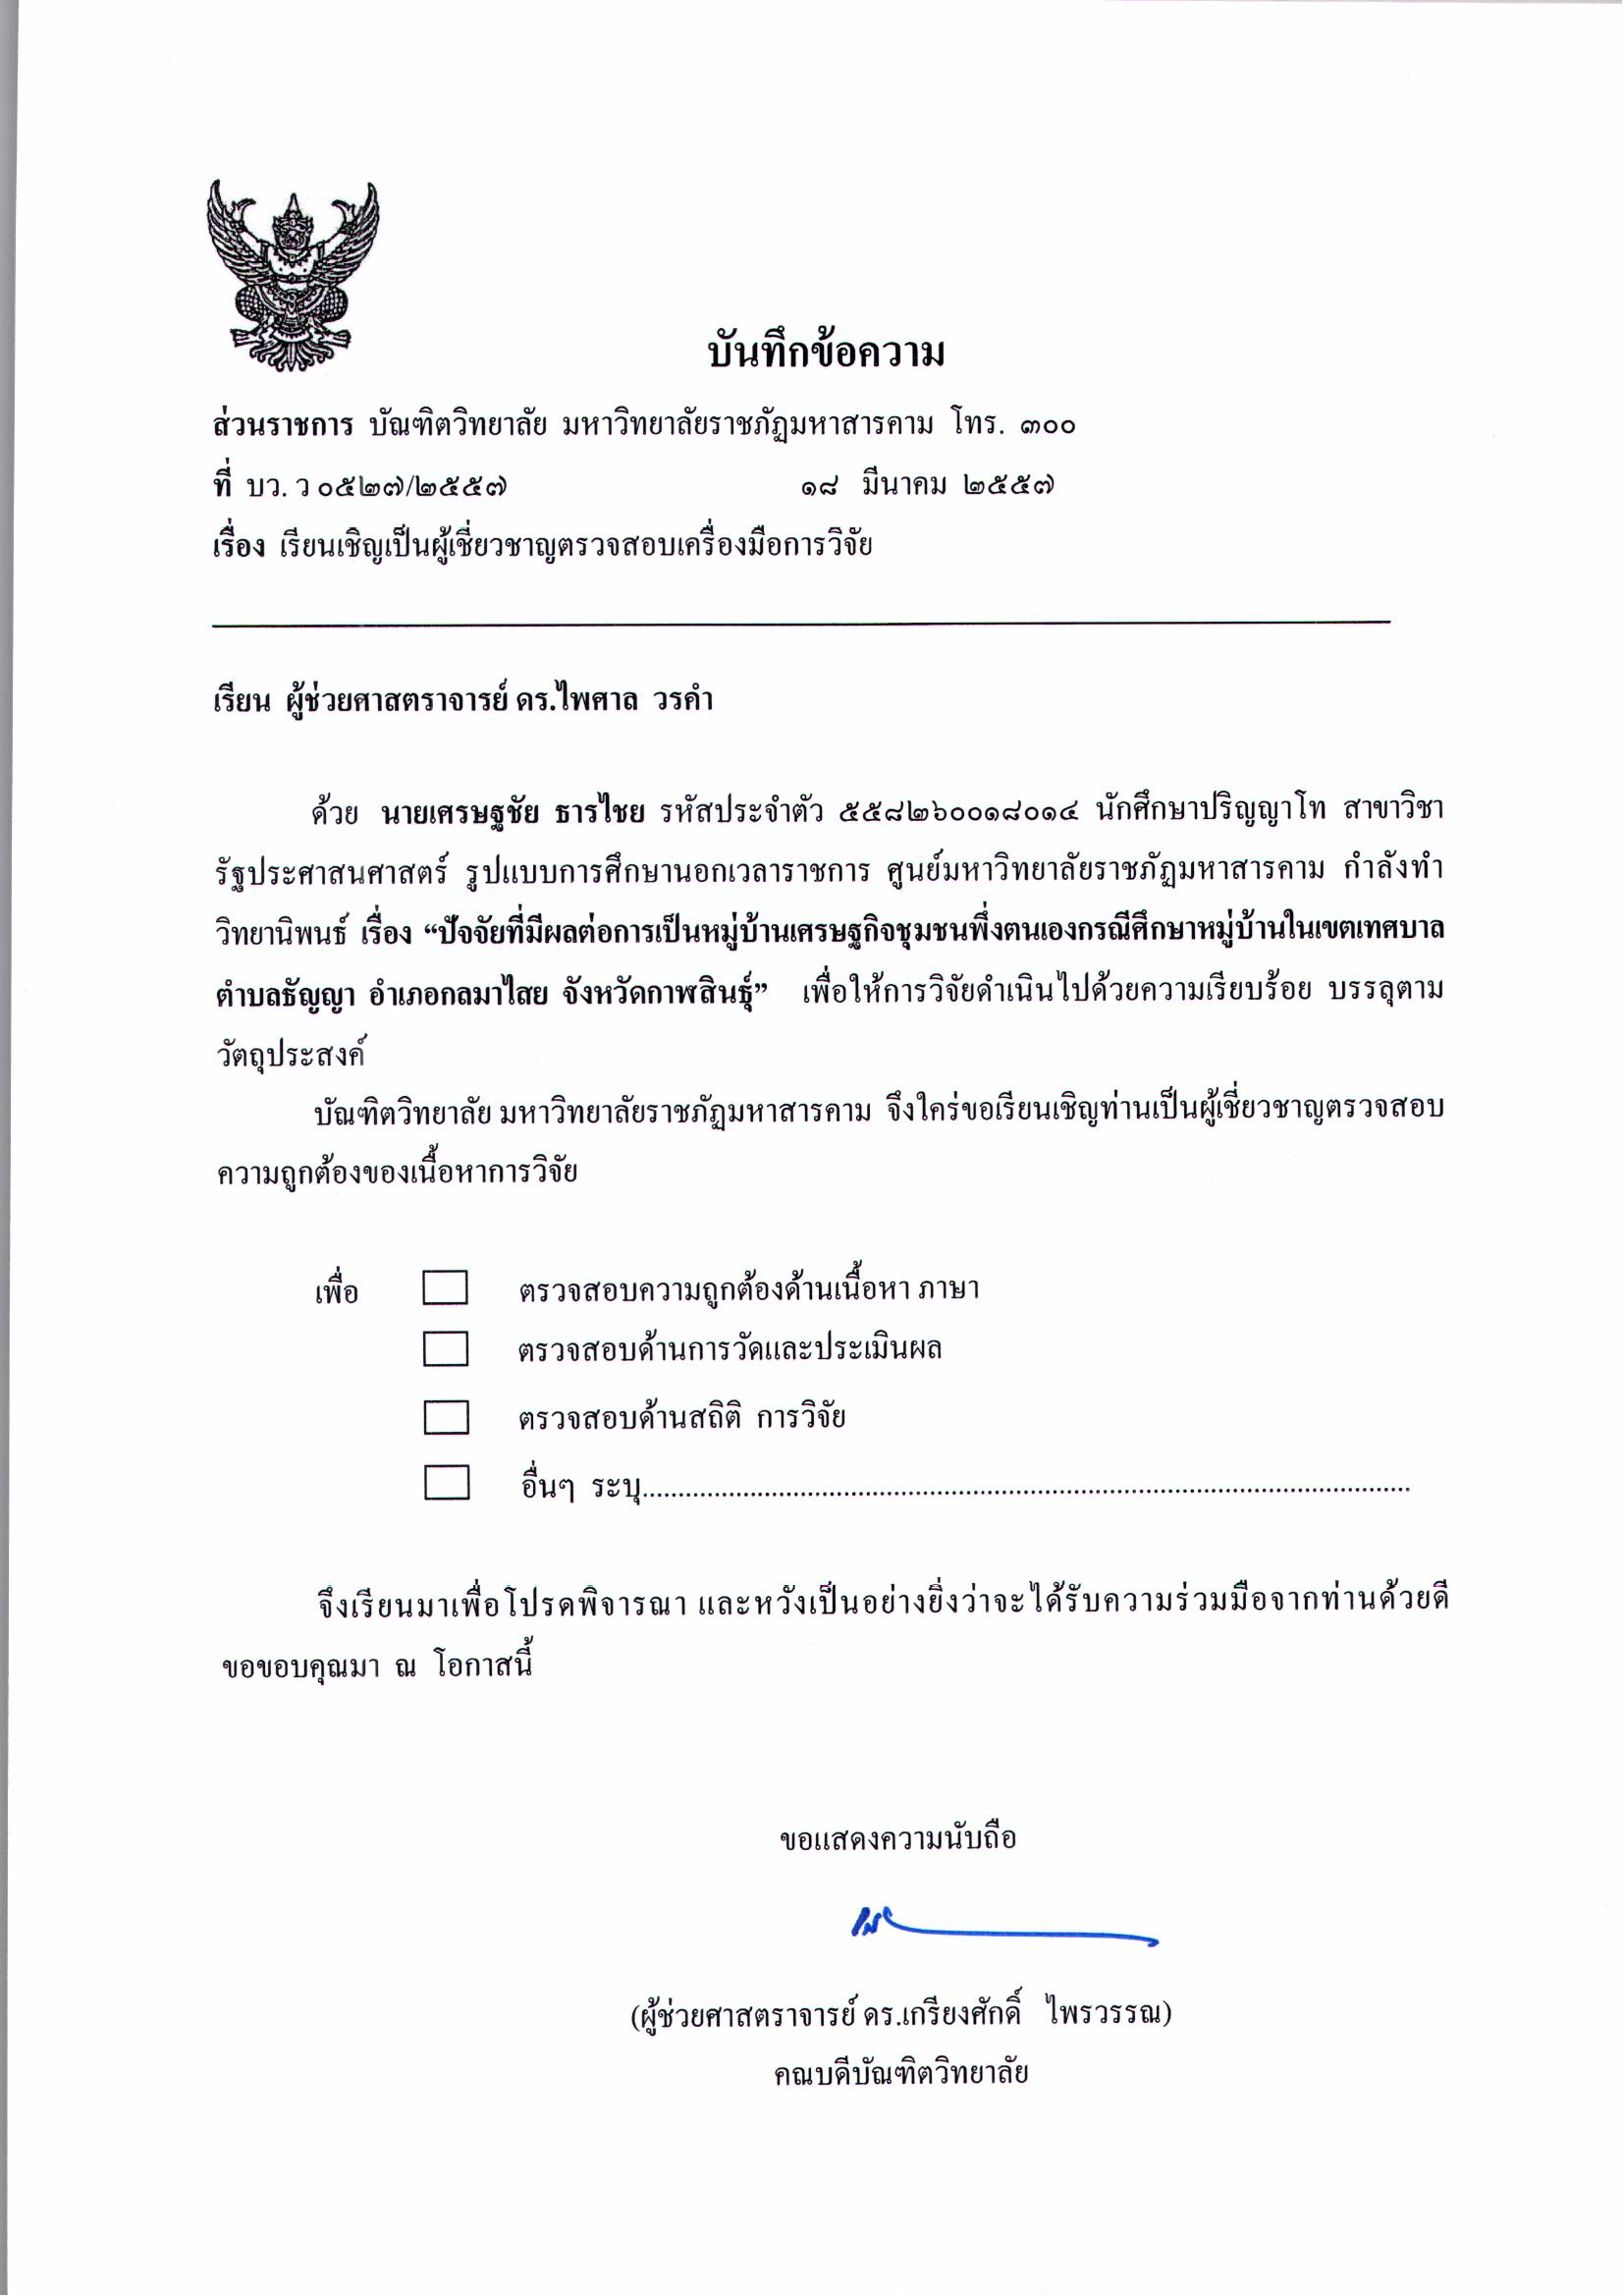 บันทึกข้อความ
ส่วนราชการ บัณฑิตวิทยาลัย มหาวิทยาลัยราชภัฏมหาสารคาม โทร. ๓๐๐
ที่ บว. ว ๐๕๒๗/๒๕๕๗ ๑๘ มีนาคม ๒๕๕๗
เรื่อง เรียนเชิญเป็นผู้เชี่ยวชาญตรวจสอบเครื่องมือการวิจัย
เรียน ผู้ช่วยศาสตราจารย์ ดร.ไพศาล วรคำ
ด้วย นายเศรษฐชัย ธารไชย รหัสประจำตัว ๕๕๘๒๖๐๐๑๘๐๑๔ นักศึกษาปริญญาโท สาขาวิชา
รัฐประศาสนศาสตร์ รูปแบบการศึกษานอกเวลาราชการ ศูนย์มหาวิทยาลัยราชภัฏมหาสารคาม กำลังทำ
วิทยานิพนธ์ เรื่อง “ปัจจัยที่มีผลต่อการเป็นหมู่บ้านเศรษฐกิจชุมชนพึ่งตนเองกรณีศึกษาหมู่บ้านในเขตเทศบาล
ตำบลธัญญา อำเภอกลมาไสย จังหวัดกาฬสินธุ์” เพื่อให้การวิจัยดำเนินไปด้วยความเรียบร้อย บรรลุตาม
วัตถุประสงค์
บัณฑิตวิทยาลัย มหาวิทยาลัยราชภัฏมหาสารคาม จึงใคร่ขอเรียนเชิญท่านเป็นผู้เชี่ยวชาญตรวจสอบ
ความถูกต้องของเนื้อหาการวิจัย
เพื่อ ตรวจสอบความถูกต้องด้านเนื้อหา ภาษา
ตรวจสอบด้านการวัดและประเมินผล
ตรวจสอบด้านสถิติ การวิจัย
อื่นๆ ระบุ..........................................................................................................
จึงเรียนมาเพื่อโปรดพิจารณา และหวังเป็นอย่างยิ่งว่าจะได้รับความร่วมมือจากท่านด้วยดี
ขอขอบคุณมา ณ โอกาสนี้
ขอแสดงความนับถือ
(ผู้ช่วยศาสตราจารย์ ดร.เกรียงศักดิ์ ไพรวรรณ)
คณบดีบัณฑิตวิทยาลัย